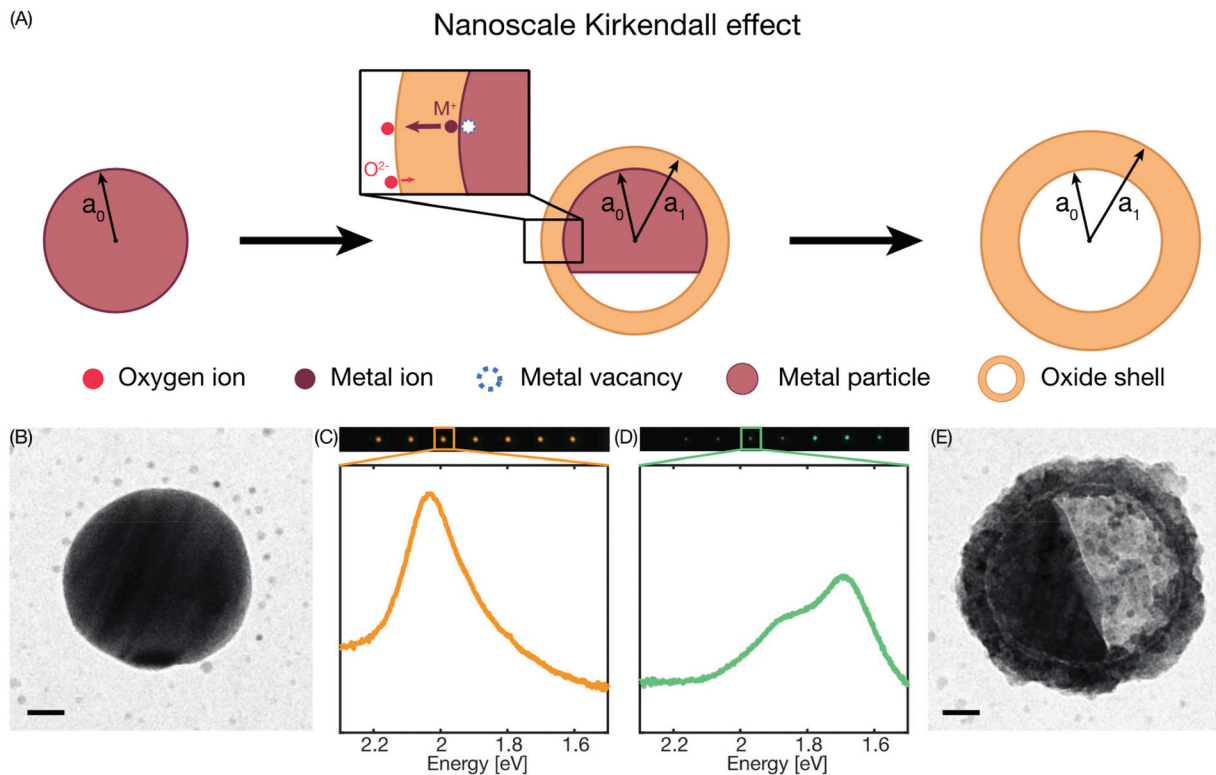 (A)
Nanoscale Kirkendall effect
a₀
M⁺
O²⁻
a₀
a₁
a₀
a₁
Oxygen ion
Metal ion
Metal vacancy
Metal particle
Oxide shell
(B)
(C)
(D)
(E)
2.2 2 1.8 1.6
Energy [eV]
2.2 2 1.8 1.6
Energy [eV]